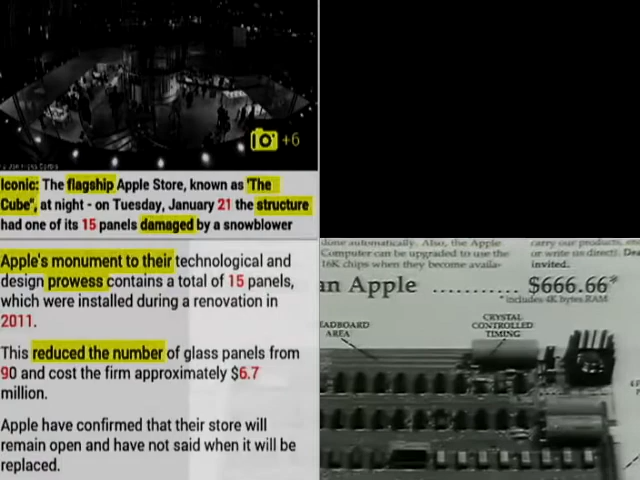 +6
Iconic: The flagship Apple Store, known as 'The
Cube", at night - on Tuesday, January 21 the structure
had one of its 15 panels damaged by a snowblower
Apple's monument to their technological and
design prowess contains a total of 15 panels,
which were installed during a renovation in
2011.
This reduced the number of glass panels from
90 and cost the firm approximately $6.7
million.
Apple have confirmed that their store will
remain open and have not said when it will be
replaced.
done automatically. Also, the Apple
Computer can be upgraded to use the
16K chips when they become availa-
carry our products,
or write us direct).
invited.
an Apple .......... $666.66*
*includes 4K bytes RAM
EADBOARD
AREA
CRYSTAL
CONTROLLED
TIMING